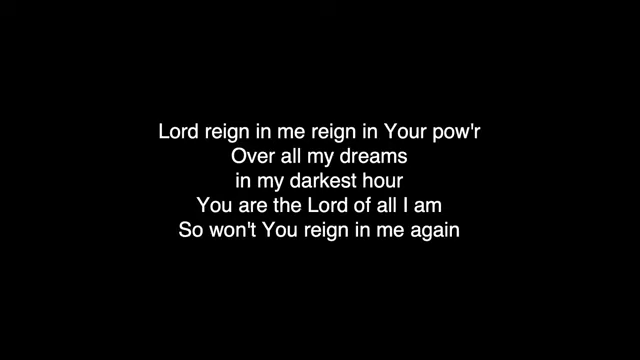 Lord reign in me reign in Your pow'r
Over all my dreams
in my darkest hour
You are the Lord of all I am
So won't You reign in me again